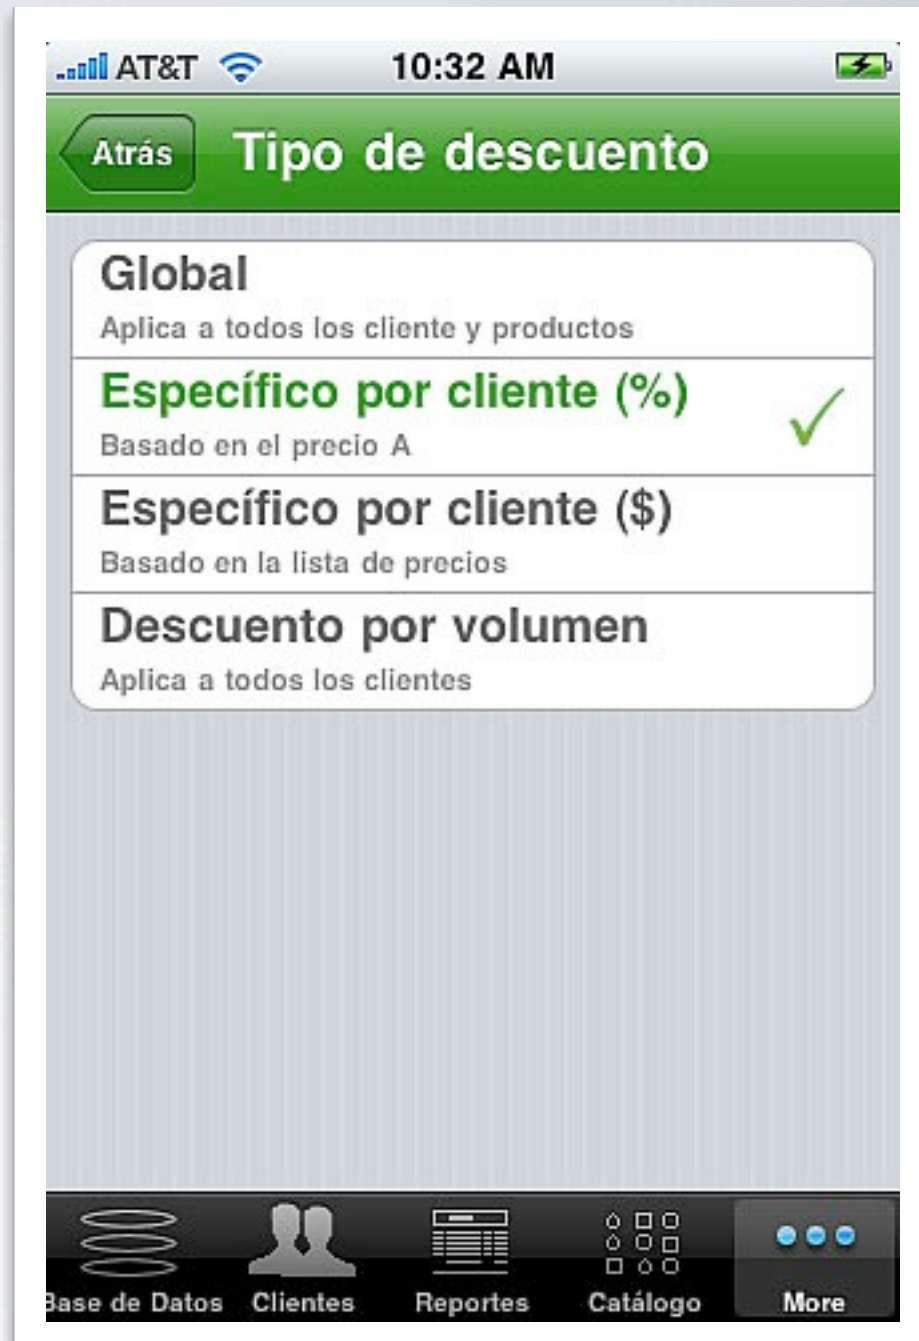 AT&T 10:32 AM
Atrás Tipo de descuento
Global
Aplica a todos los cliente y productos
Específico por cliente (%)
Basado en el precio A
Específico por cliente ($)
Basado en la lista de precios
Descuento por volumen
Aplica a todos los clientes
Base de Datos Clientes Reportes Catálogo More